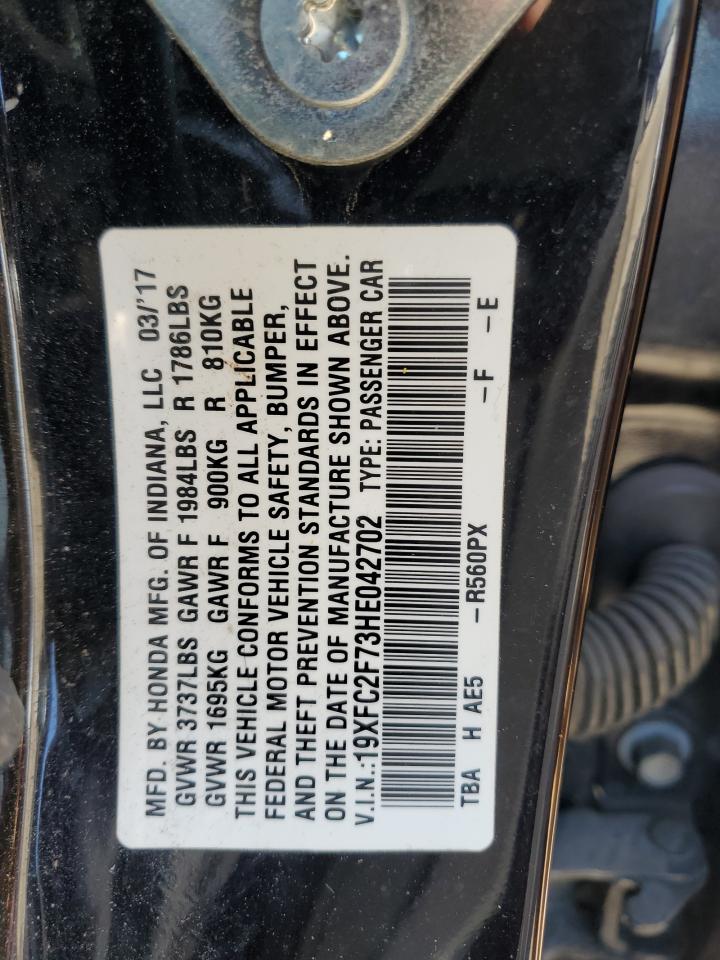 MFD. BY HONDA MFG. OF INDIANA, LLC 03/'17
GVWR 3737LBS GAWR F 1984LBS R 1786LBS
GVWR 1695KG GAWR F 900KG R 810KG
THIS VEHICLE CONFORMS TO ALL APPLICABLE
FEDERAL MOTOR VEHICLE SAFETY, BUMPER,
AND THEFT PREVENTION STANDARDS IN EFFECT
ON THE DATE OF MANUFACTURE SHOWN ABOVE.
V.I.N.:19XFC2F73HE042702 TYPE: PASSENGER CAR
TBA H AE5 -R560PX -F -E